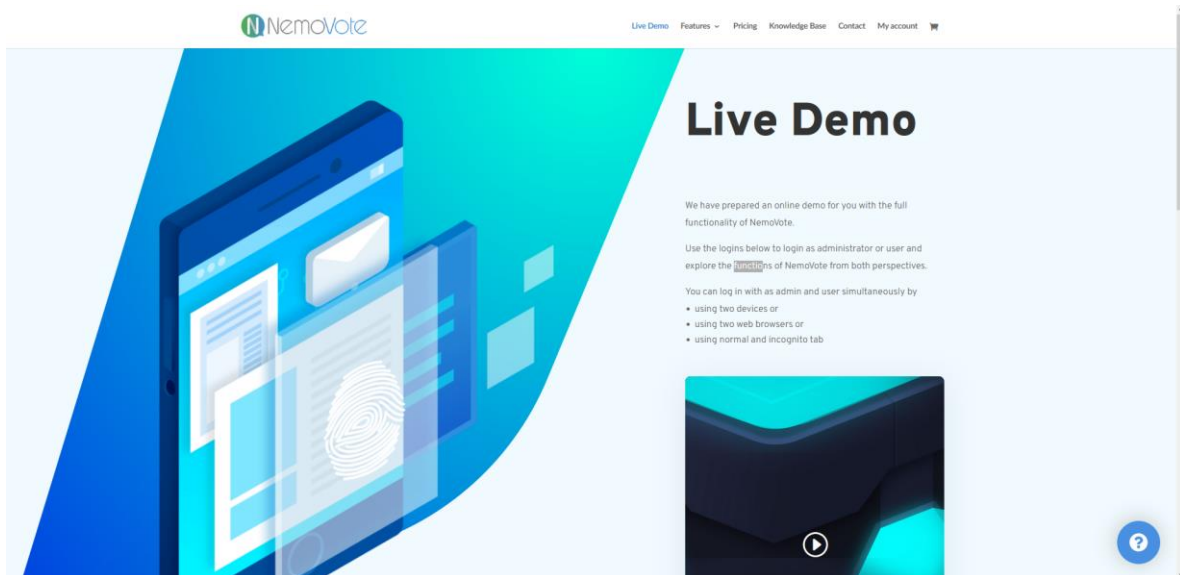 NemoVote
Live Demo Features Pricing Knowledge Base Contact My account
Live Demo
We have prepared an online demo for you with the full
functionality of NemoVote.
Use the logins below to login as administrator or user and
explore the functions of NemoVote from both perspectives.
You can log in with as admin and user simultaneously by
• using two devices or
• using two web browsers or
• using normal and incognito tab
?